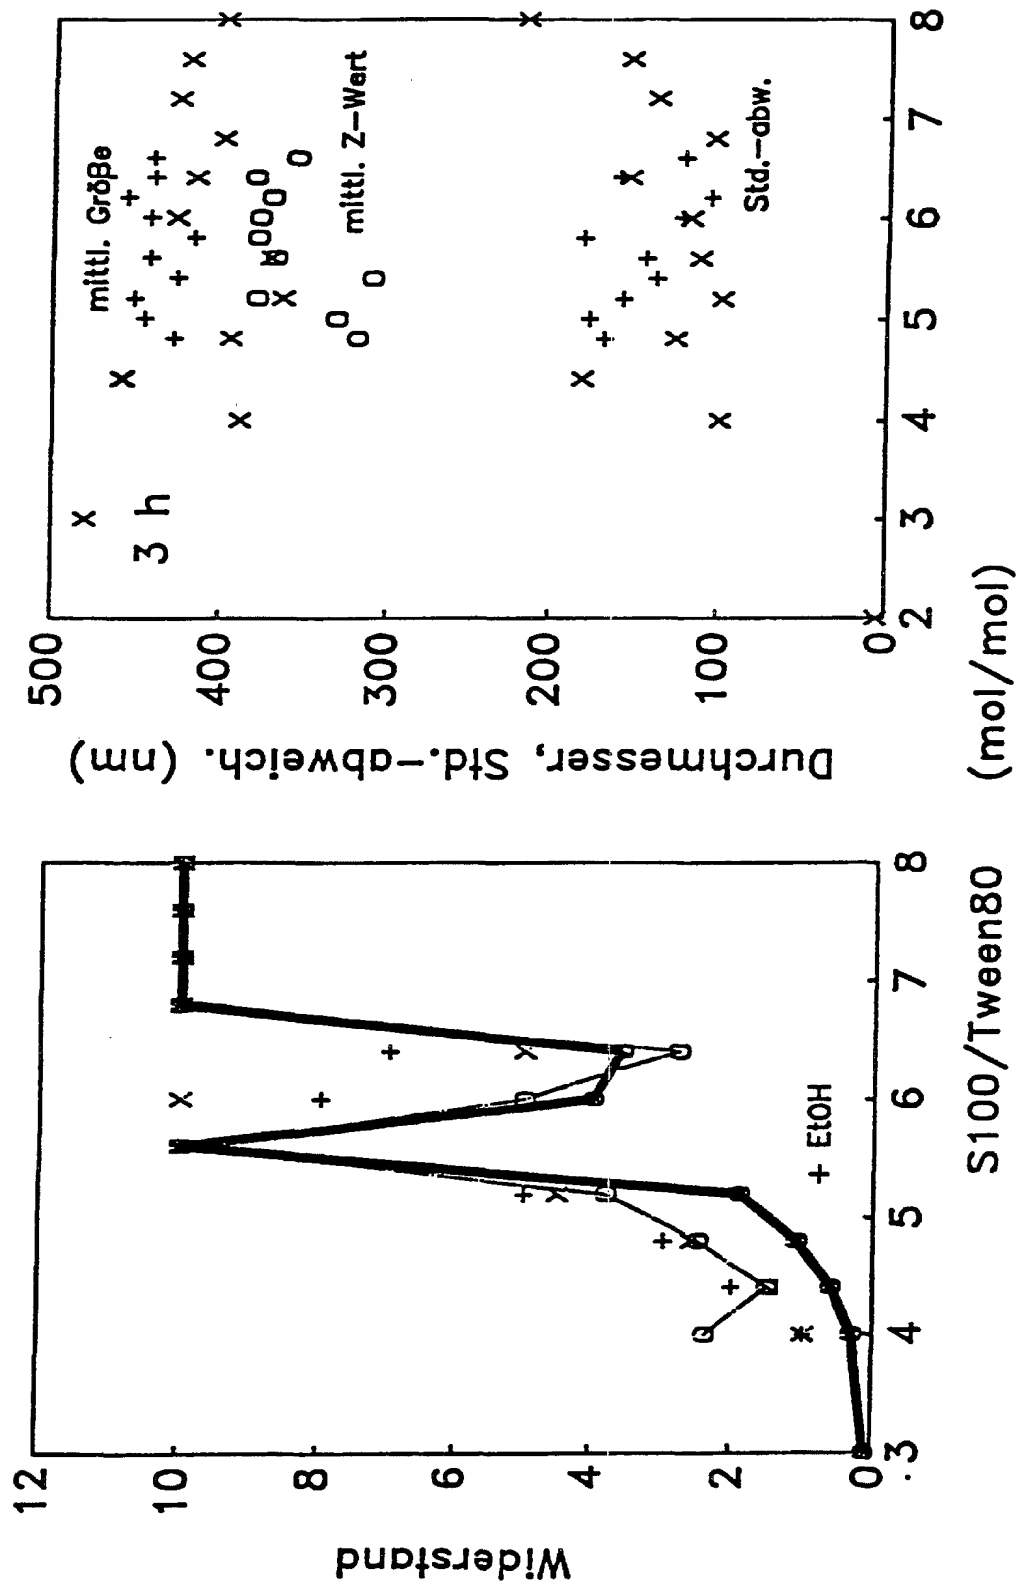 Widerstand
12
10
8
6
4
2
0
3
4
5
6
7
8
+ EtOH
S100/Tween80
(mol/mol)
Durchmesser, Std.-abweich. (nm)
500
400
300
200
100
0
2
3
4
5
6
7
8
3 h
mittl. Größe
mittl. Z-Wert
Std.-abw.